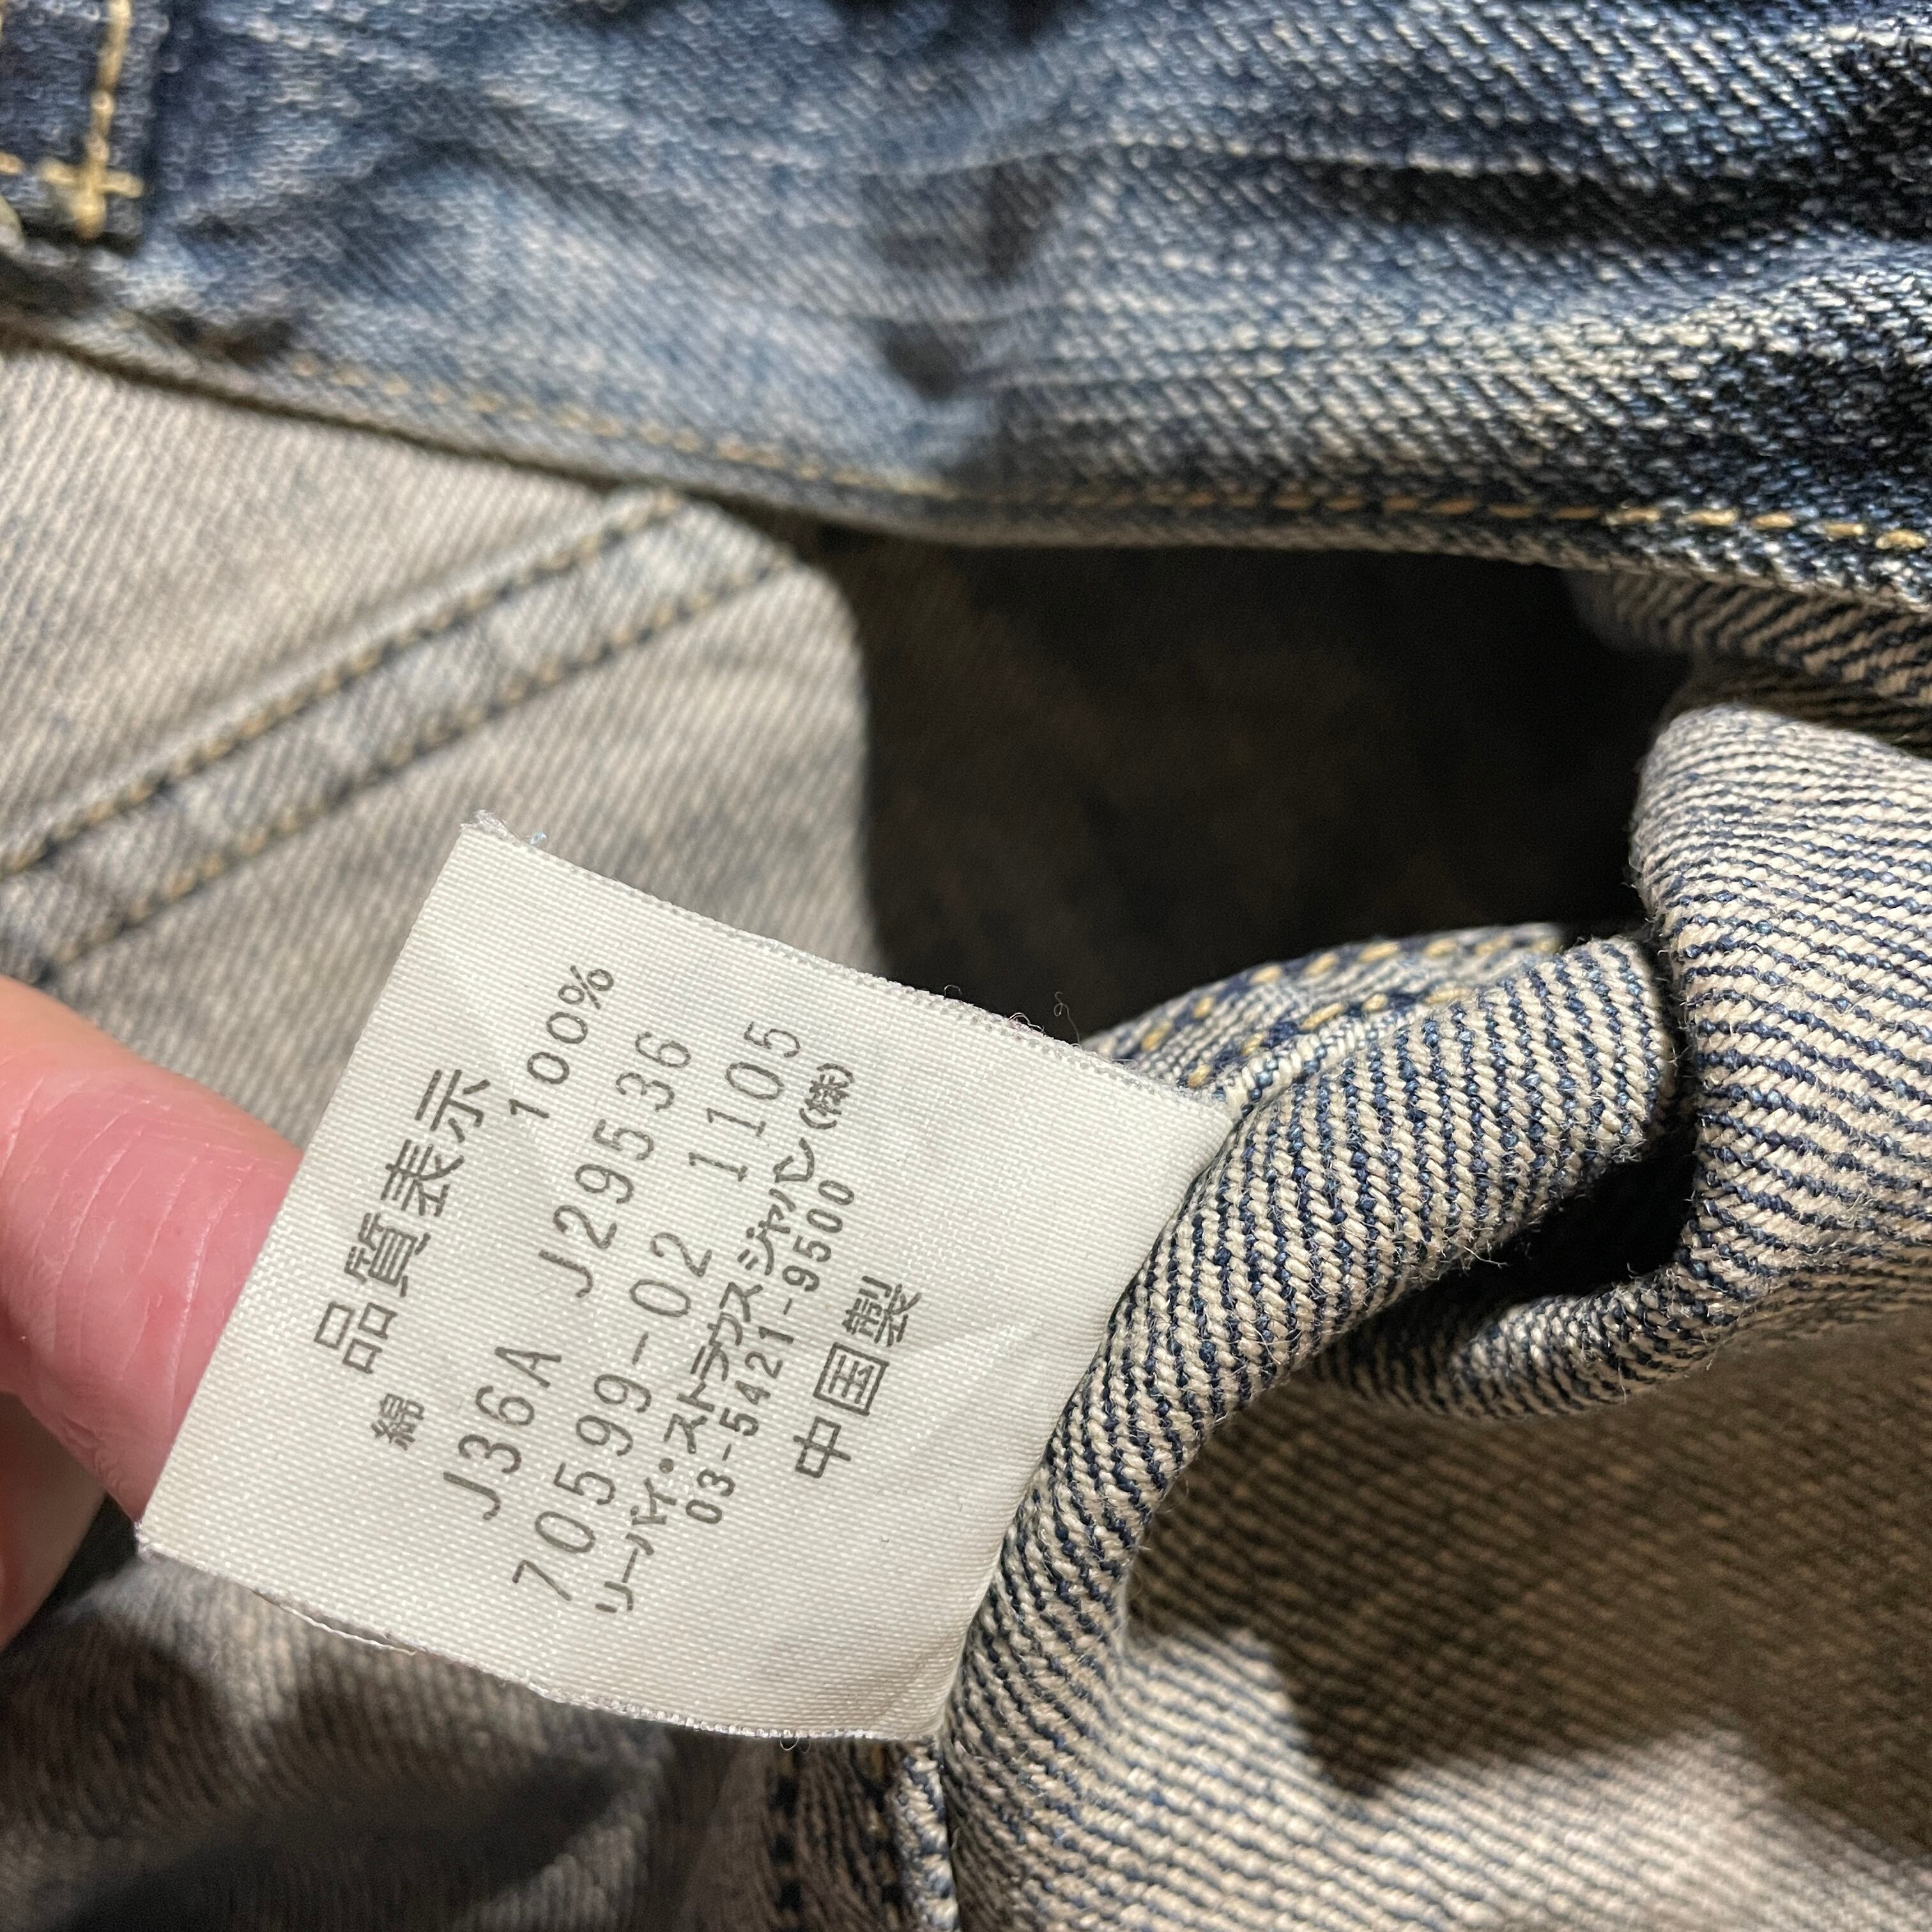 品質表示
綿 100%
J36A J29536
70599-02 1105
リーバイ・ストラウス ジャパン(株)
03-5421-9500
中国製